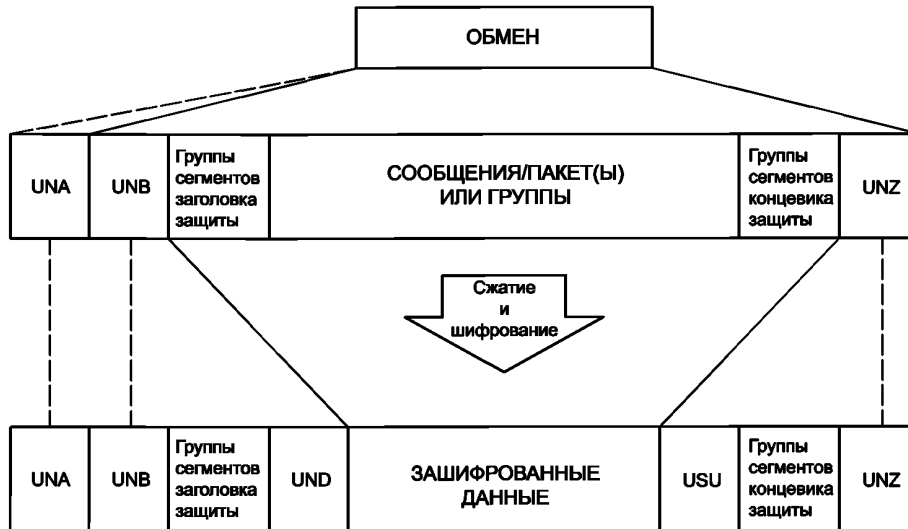 ОБМЕН
UNA
UNB
Группы
сегментов
заголовка
защиты
СООБЩЕНИЯ/ПАКЕТ(Ы)
ИЛИ ГРУППЫ
Группы
сегментов
концевика
защиты
UNZ
Сжатие
и
шифрование
UNA
UNB
Группы
сегментов
заголовка
защиты
UND
ЗАШИФРОВАННЫЕ
ДАННЫЕ
USU
Группы
сегментов
концевика
защиты
UNZ